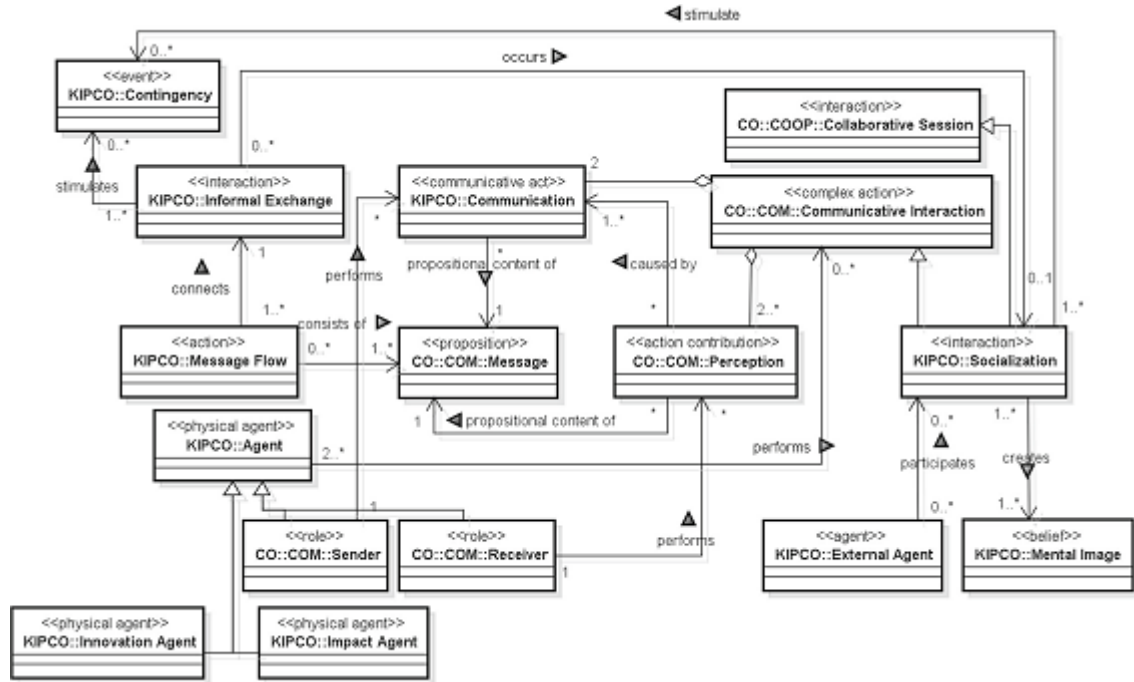 stimulate
0..*
occurs
<<event>>
KIPCO::Contingency
<<interaction>>
CO::COOP::Collaborative Session
0..*
0..*
stimulates
1..*
<<interaction>>
KIPCO::Informal Exchange
<<communicative act>>
KIPCO::Communication
2
<<complex action>>
CO::COM::Communicative Interaction
*
1..*
1
performs
*
propositional content of
caused by
0..*
connects
0..1
1..*
consists of
1
*
2..*
1..*
<<action>>
KIPCO::Message Flow
0..*
1..*
<<proposition>>
CO::COM::Message
<<action contribution>>
CO::COM::Perception
<<interaction>>
KIPCO::Socialization
1
propositional content of
*
*
0..*
1..*
<<physical agent>>
KIPCO::Agent
2..*
performs
participates
creates
1
0..*
1..*
<<role>>
CO::COM::Sender
<<role>>
CO::COM::Receiver
1
performs
<<agent>>
KIPCO::External Agent
<<belief>>
KIPCO::Mental Image
<<physical agent>>
KIPCO::Innovation Agent
<<physical agent>>
KIPCO::Impact Agent